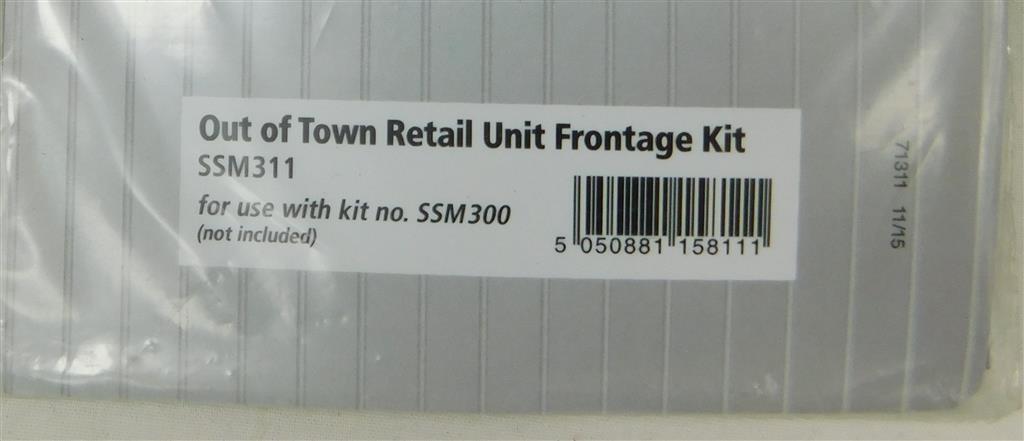 Out of Town Retail Unit Frontage Kit
SSM311
for use with kit no. SSM300
(not included)
5 050881 158111
71311 11/15